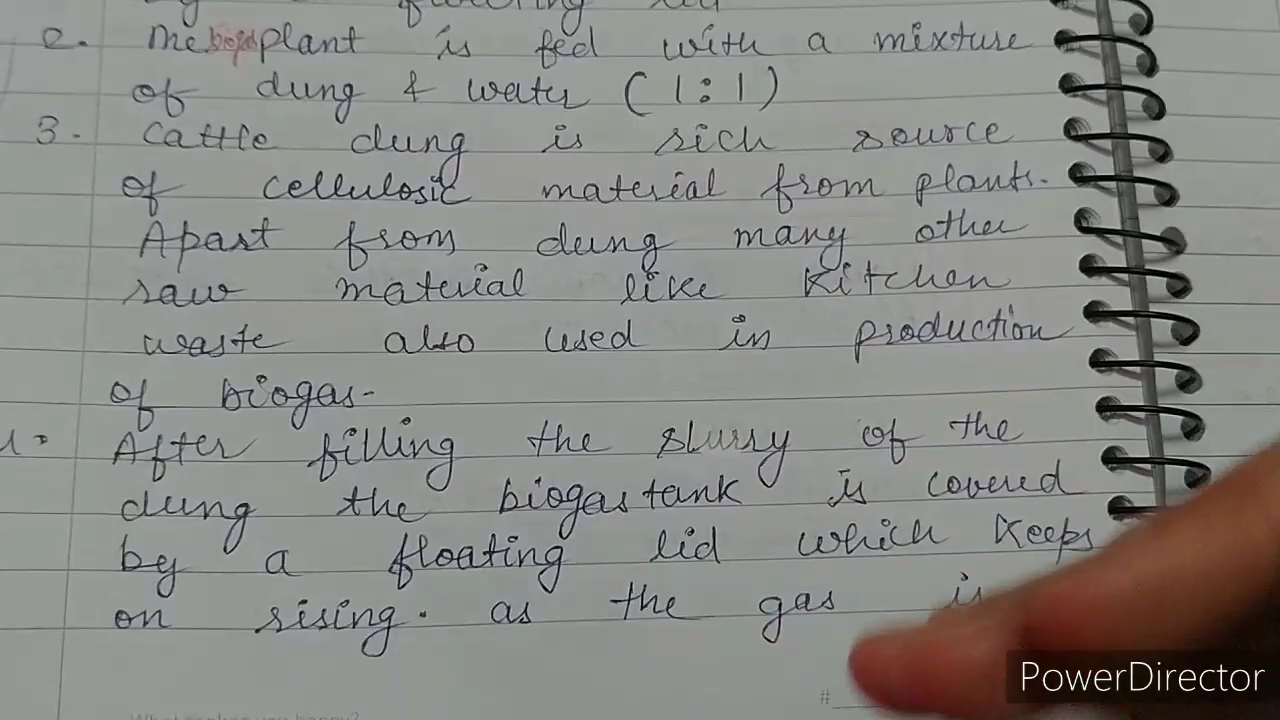 2. The biogas plant is fed with a mixture
of dung & water (1:1)
3. Cattle dung is rich source
of cellulosic material from plants.
Apart from dung many other
raw material like kitchen
waste also used in production
of biogas-
After filling the slurry of the
dung the biogas tank is covered
by a floating lid which keeps
on rising. as the gas is
#
PowerDirector